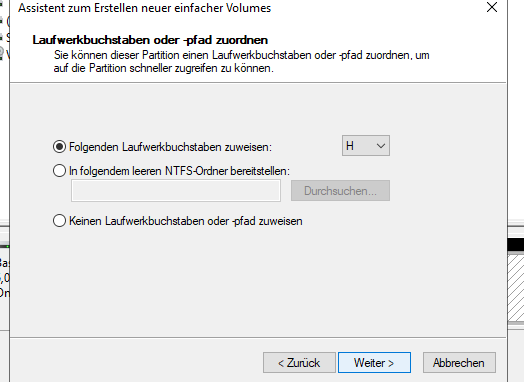 Assistent zum Erstellen neuer einfacher Volumes
Laufwerkbuchstaben oder -pfad zuordnen
Sie können dieser Partition einen Laufwerkbuchstaben oder -pfad zuordnen, um
auf die Partition schneller zugreifen zu können.
Folgenden Laufwerkbuchstaben zuweisen:
H
In folgendem leeren NTFS-Ordner bereitstellen:
Durchsuchen...
Keinen Laufwerkbuchstaben oder -pfad zuweisen
< Zurück
Weiter >
Abbrechen